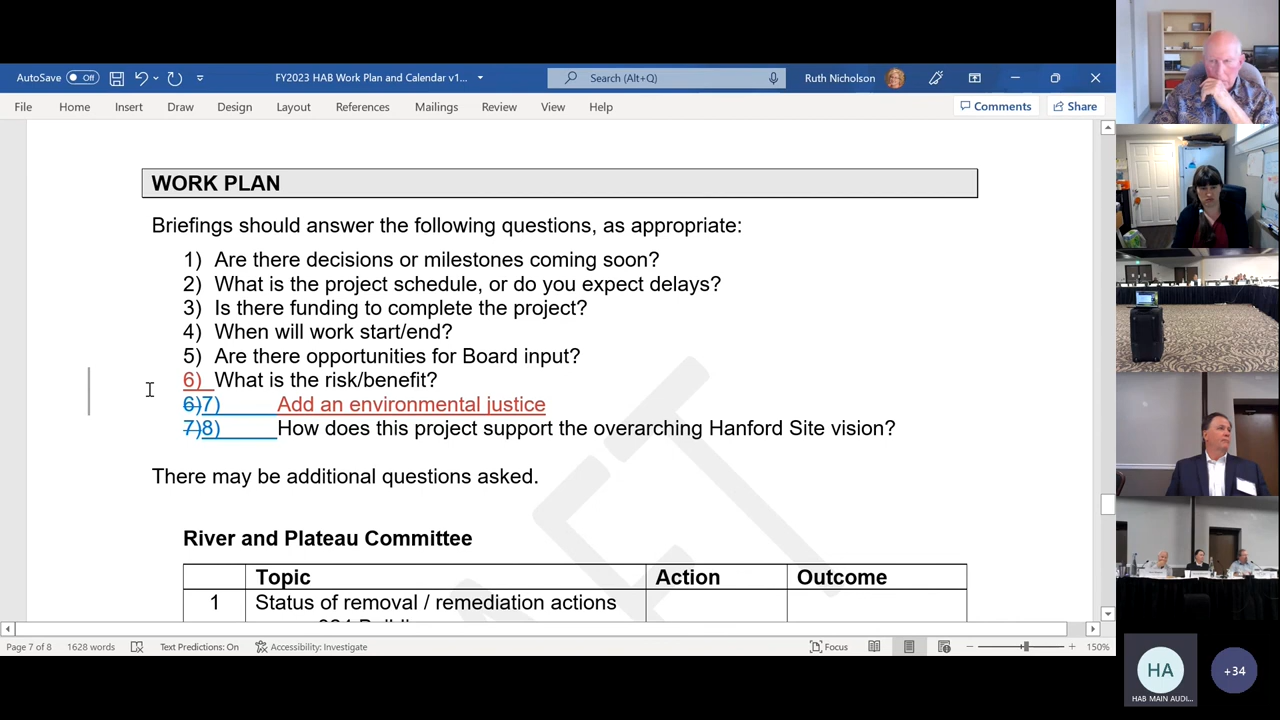 AutoSave Off FY2023 HAB Work Plan and Calendar v1... Search (Alt+Q) Ruth Nicholson
File Home Insert Draw Design Layout References Mailings Review View Help Comments Share
WORK PLAN
Briefings should answer the following questions, as appropriate:
1) Are there decisions or milestones coming soon?
2) What is the project schedule, or do you expect delays?
3) Is there funding to complete the project?
4) When will work start/end?
5) Are there opportunities for Board input?
6) What is the risk/benefit?
6)7) Add an environmental justice
7)8) How does this project support the overarching Hanford Site vision?
There may be additional questions asked.
River and Plateau Committee
Topic Action Outcome
1 Status of removal / remediation actions
Page 7 of 8 1628 words Text Predictions: On Accessibility: Investigate Focus 150%
HA
HAB MAIN AUDI...
+34